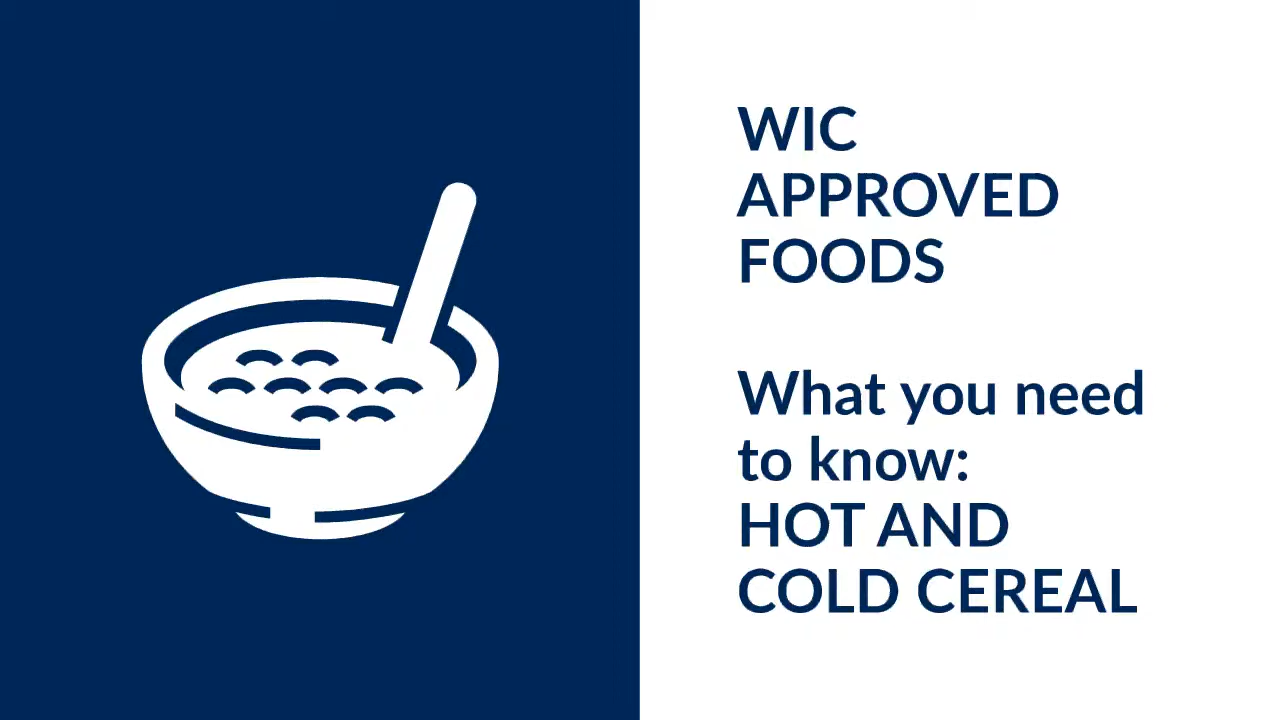 WIC
APPROVED
FOODS
What you need
to know:
HOT AND
COLD CEREAL